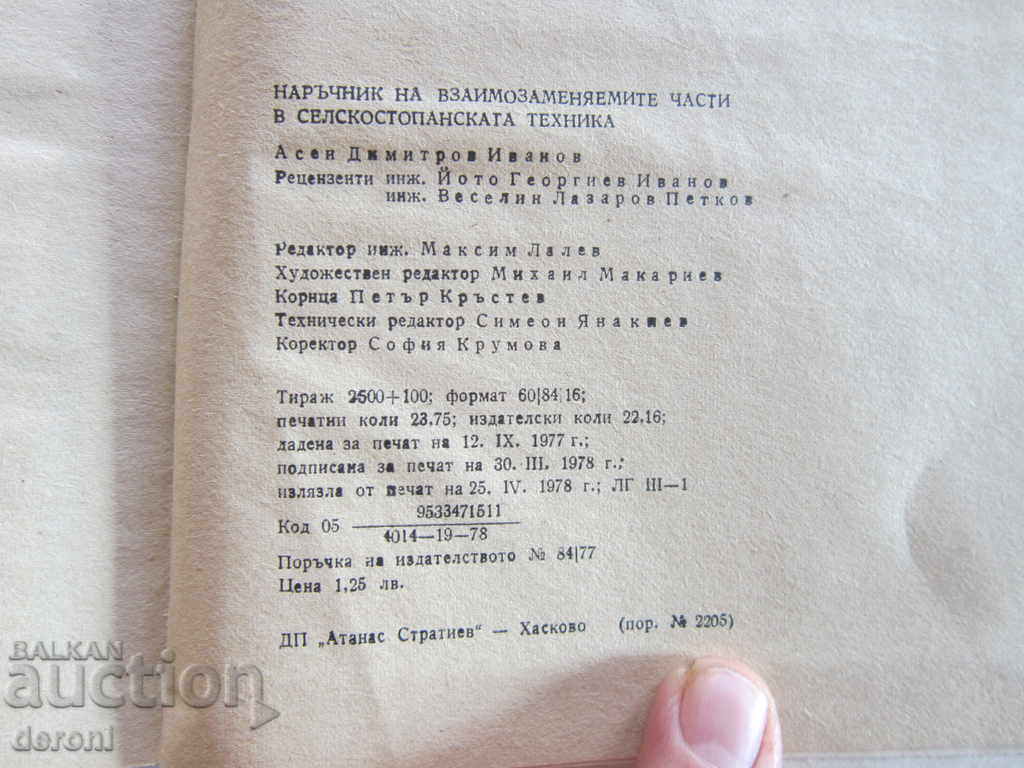 НАРЪЧНИК НА ВЗАИМОЗАМЕНЯЕМИТЕ ЧАСТИ
В СЕЛСКОСТОПАНСКАТА ТЕХНИКА
Асен Димитров Иванов
Рецензенти инж. Йото Георгиев Иванов
инж. Веселин Лазаров Петков
Редактор инж. Максим Лалев
Художествен редактор Михаил Макариев
Корица Петър Кръстев
Технически редактор Симеон Янакиев
Коректор София Крумова
Тираж 2500+100; формат 60|84|16;
печатни коли 23,75; издателски коли 22,16;
дадена за печат на 12. IX. 1977 г.;
подписана за печат на 30. III. 1978 г.;
излязла от печат на 25. IV. 1978 г.; ЛГ III—1
Код 05 9533471511
4014—19—78
Поръчка на издателството № 84|77
Цена 1,25 лв.
ДП „Атанас Стратиев“ — Хасково (пор. № 2205)
BALKAN
auction
deroni